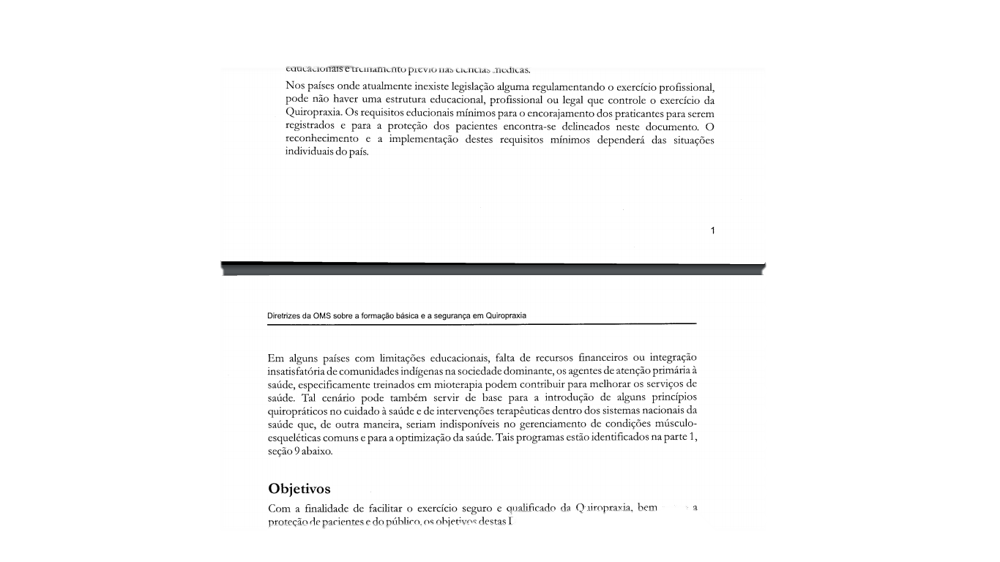 educacionais e treinamento prévio nas ciências médicas.
Nos países onde atualmente inexiste legislação alguma regulamentando o exercício profissional,
pode não haver uma estrutura educacional, profissional ou legal que controle o exercício da
Quiropraxia. Os requisitos educionais mínimos para o encorajamento dos praticantes para serem
registrados e para a proteção dos pacientes encontra-se delineados neste documento. O
reconhecimento e a implementação destes requisitos mínimos dependerá das situações
individuais do país.
1
Diretrizes da OMS sobre a formação básica e a segurança em Quiropraxia
Em alguns países com limitações educacionais, falta de recursos financeiros ou integração
insatisfatória de comunidades indígenas na sociedade dominante, os agentes de atenção primária à
saúde, especificamente treinados em mioterapia podem contribuir para melhorar os serviços de
saúde. Tal cenário pode também servir de base para a introdução de alguns princípios
quiropráticos no cuidado à saúde e de intervenções terapêuticas dentro dos sistemas nacionais da
saúde que, de outra maneira, seriam indisponíveis no gerenciamento de condições músculo-
esqueléticas comuns e para a optimização da saúde. Tais programas estão identificados na parte 1,
seção 9 abaixo.
Objetivos
Com a finalidade de facilitar o exercício seguro e qualificado da Quiropraxia, bem a
proteção de pacientes e do público, os objetivos destas